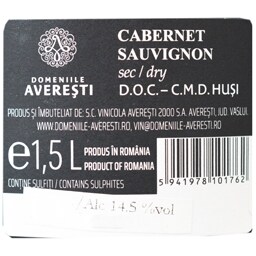 DOMENIILE
AVEREȘTI
CABERNET
SAUVIGNON
sec / dry
D.O.C. – C.M.D. HUȘI
PRODUS ȘI ÎMBUTELIAT DE: S.C. VINICOLA AVEREȘTI 2000 S.A. AVEREȘTI, JUD. VASLUI.
WWW.DOMENIILE-AVERESTI.RO, VIN@DOMENIILE-AVERESTI.RO
e 1,5 L
PRODUS ÎN ROMÂNIA
PRODUCT OF ROMANIA
CONȚINE SULFIȚI / CONTAINS SULPHITES
5 941978 101762
/Alc 14.5 %vol